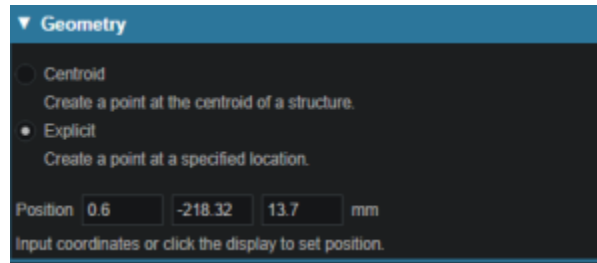 ▼ Geometry
Centroid
Create a point at the centroid of a structure.
Explicit
Create a point at a specified location.
Position 0.6 -218.32 13.7 mm
Input coordinates or click the display to set position.